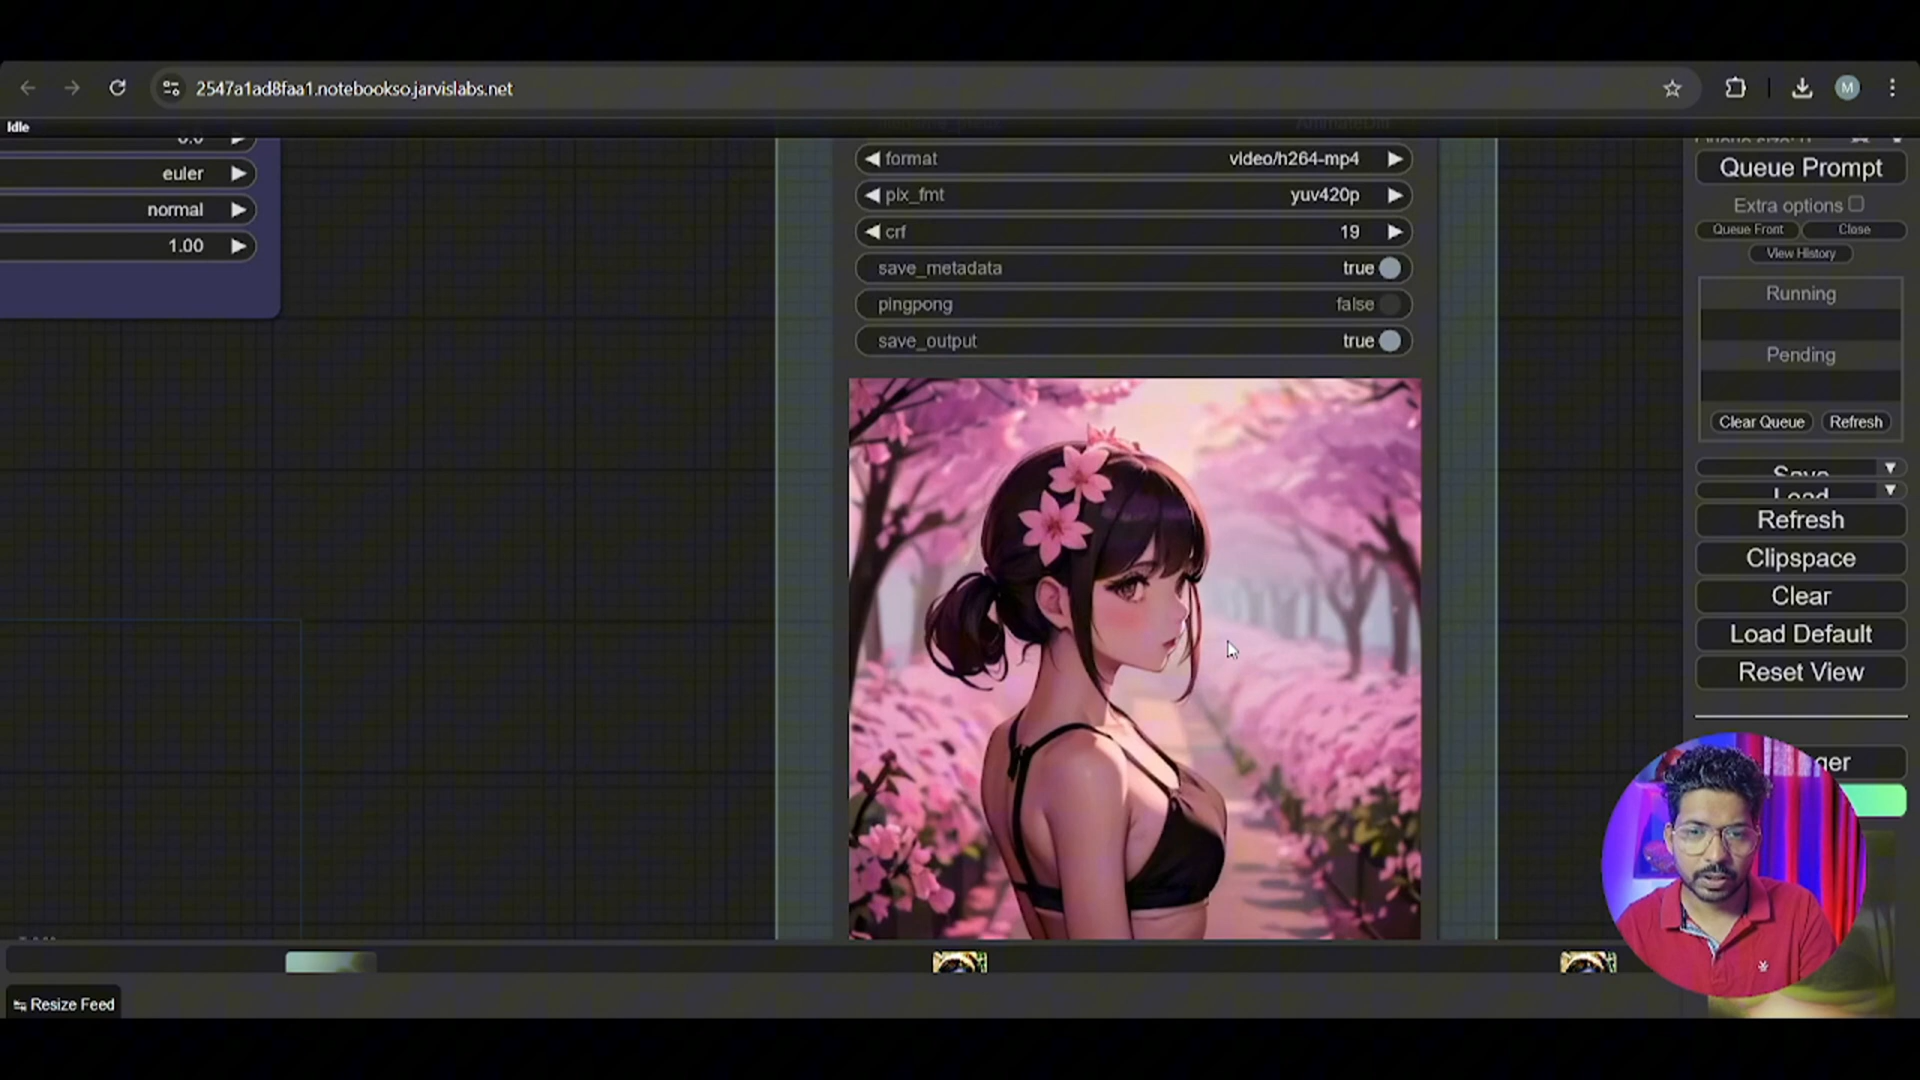 2547a1ad8faa1.notebookso.jarvislabs.net
M
Idle
euler
normal
1.00
format video/h264-mp4
pix_fmt yuv420p
crf 19
save_metadata true
pingpong false
save_output true
Queue Prompt
Extra options
Queue Front Close
View History
Running
Pending
Clear Queue Refresh
Save
Load
Refresh
Clipspace
Clear
Load Default
Reset View
Resize Feed